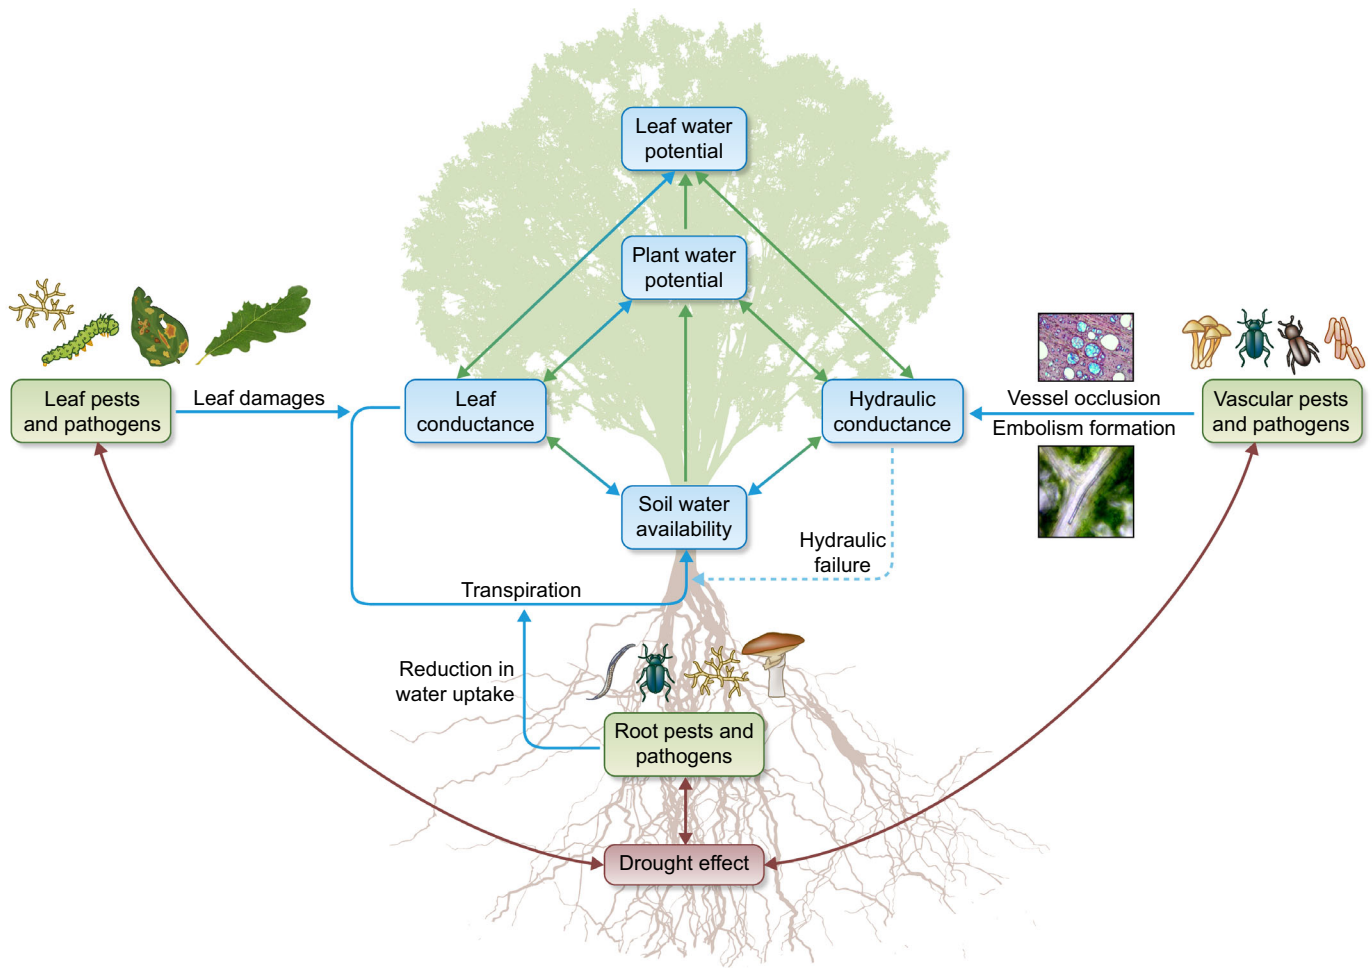 Leaf water
potential
Plant water
potential
Leaf pests
and pathogens
Leaf damages
Leaf
conductance
Hydraulic
conductance
Vessel occlusion
Embolism formation
Vascular pests
and pathogens
Soil water
availability
Hydraulic
failure
Transpiration
Reduction in
water uptake
Root pests and
pathogens
Drought effect